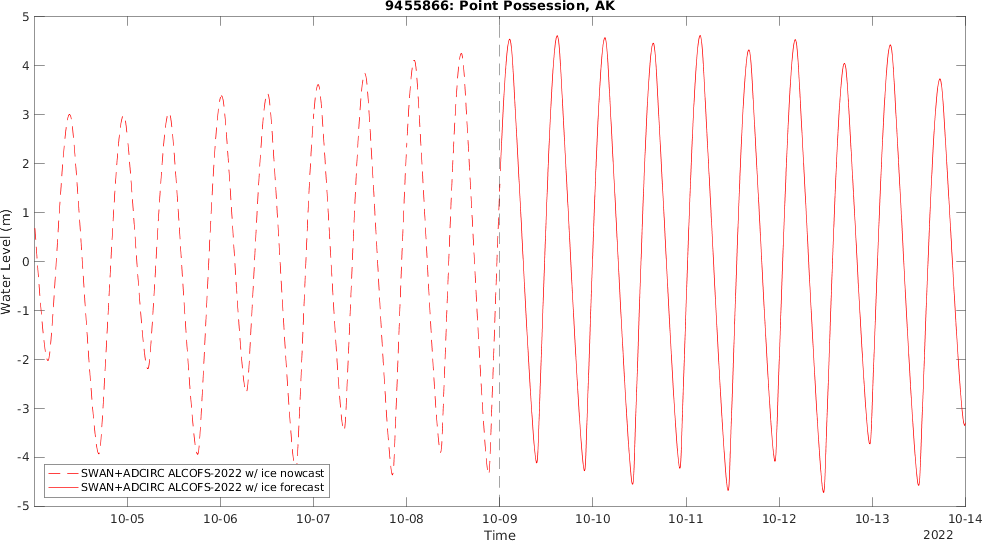 9455866: Point Possession, AK
Water Level (m)
5
4
3
2
1
0
-1
-2
-3
-4
-5
SWAN+ADCIRC ALCOFS-2022 w/ ice nowcast
SWAN+ADCIRC ALCOFS-2022 w/ ice forecast
10-05 10-06 10-07 10-08 10-09 10-10 10-11 10-12 10-13 10-14
Time
2022